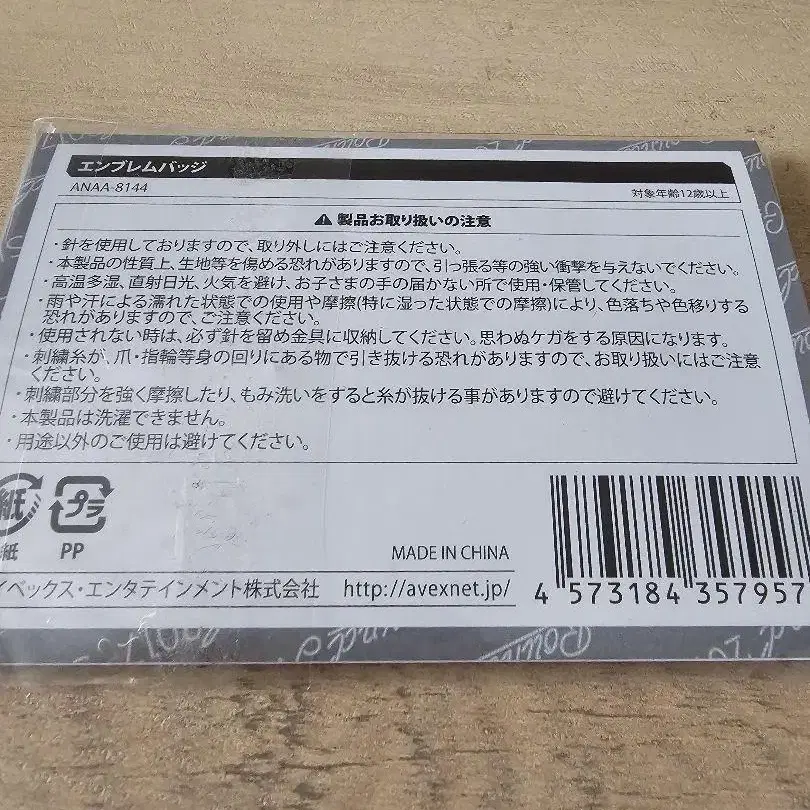 エンブレムバッジ
ANAA-8144
対象年齢12歳以上
製品お取り扱いの注意
・針を使用しておりますので、取り外しにはご注意ください。
・本製品の性質上、生地等を傷める恐れがありますので、引っ張る等の強い衝撃を与えないでください。
・高温多湿、直射日光、火気を避け、お子さまの手の届かない所で使用・保管してください。
・雨や汗による濡れた状態での使用や摩擦(特に湿った状態での摩擦)により、色落ちや色移りする
恐れがありますので、ご注意ください。
・使用されない時は、必ず針を留め金具に収納してください。思わぬケガをする原因になります。
・刺繍糸が、爪・指輪等身の回りにある物で引き抜ける恐れがありますので、お取り扱いにはご注意
ください。
・刺繍部分を強く摩擦したり、もみ洗いをすると糸が抜ける事がありますので避けてください。
・本製品は洗濯できません。
・用途以外のご使用は避けてください。
紙
プラ
紙
PP
MADE IN CHINA
イベックス・エンタテインメント株式会社
http://avexnet.jp/
4 573184 357957